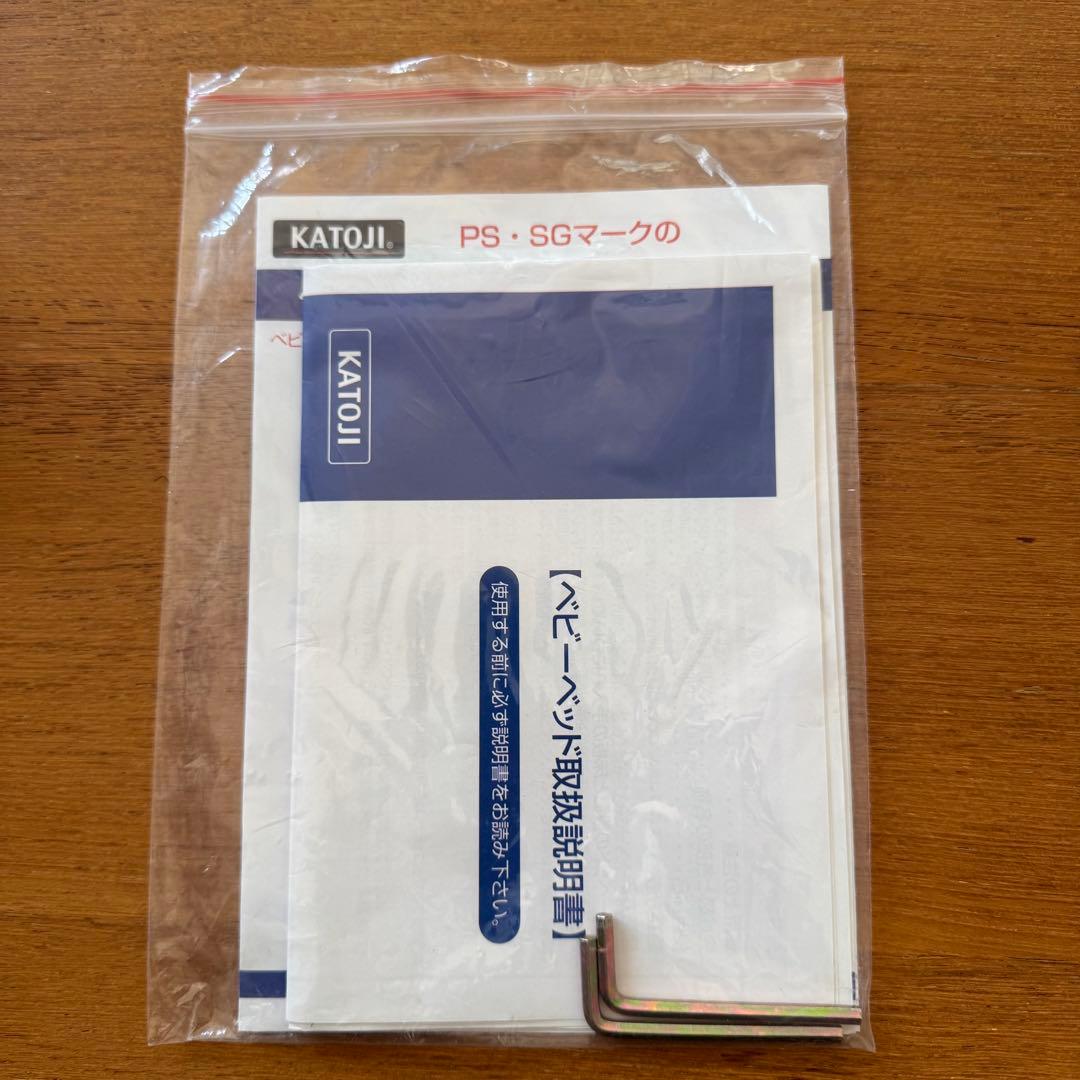 KATOJI®
PS・SGマークの
ベビ
KATOJI
【ベビーベッド取扱説明書】
使用する前に必ず説明書をお読み下さい。